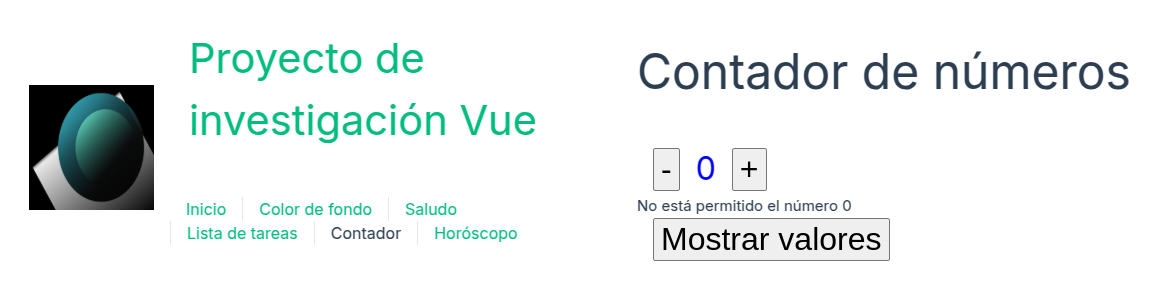 Proyecto de
investigación Vue
Inicio Color de fondo Saludo
Lista de tareas Contador Horóscopo
Contador de números
- 0 +
No está permitido el número 0
Mostrar valores